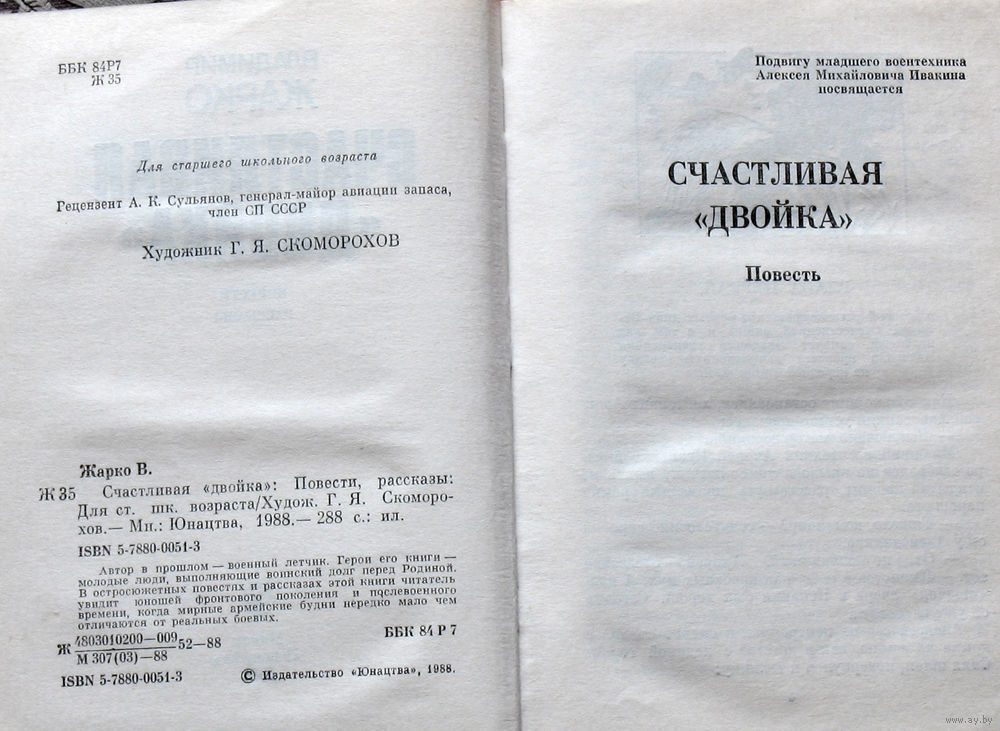 ББК 84Р7
Ж 35
Для старшего школьного возраста
Рецензент А. К. Сульянов, генерал-майор авиации запаса,
член СП СССР
Художник Г. Я. СКОМОРОХОВ
Жарко В.
Ж 35 Счастливая «двойка»: Повести, рассказы:
Для ст. шк. возраста/Худож. Г. Я. Скоморо-
хов.— Мн.: Юнацтва, 1988.— 288 с.: ил.
ISBN 5-7880-0051-3
Автор в прошлом — военный летчик. Герои его книги —
молодые люди, выполняющие воинский долг перед Родиной.
В остросюжетных повестях и рассказах этой книги читатель
увидит юношей фронтового поколения и пqслевоенного
времени, когда мирные армейские будни нередко мало чем
отличаются от реальных боевых.
Ж 4803010200—009 52—88
М 307(03)—88
ББК 84 Р 7
ISBN 5-7880-0051-3
© Издательство «Юнацтва», 1988.
Подвигу младшего воентехника
Алексея Михайловича Ивакина
посвящается
СЧАСТЛИВАЯ
«ДВОЙКА»
Повесть
www.ay.by